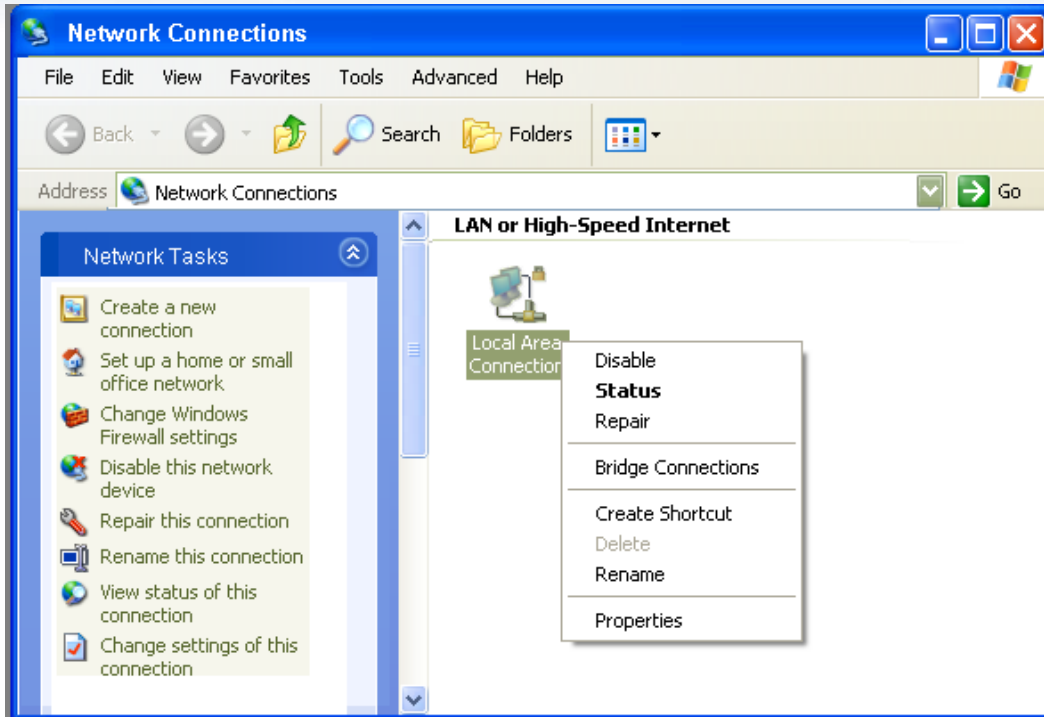 Network Connections
File Edit View Favorites Tools Advanced Help
Back Search Folders
Address Network Connections Go
Network Tasks
Create a new
connection
Set up a home or small
office network
Change Windows
Firewall settings
Disable this network
device
Repair this connection
Rename this connection
View status of this
connection
Change settings of this
connection
LAN or High-Speed Internet
Local Area
Connection
Disable
Status
Repair
Bridge Connections
Create Shortcut
Delete
Rename
Properties